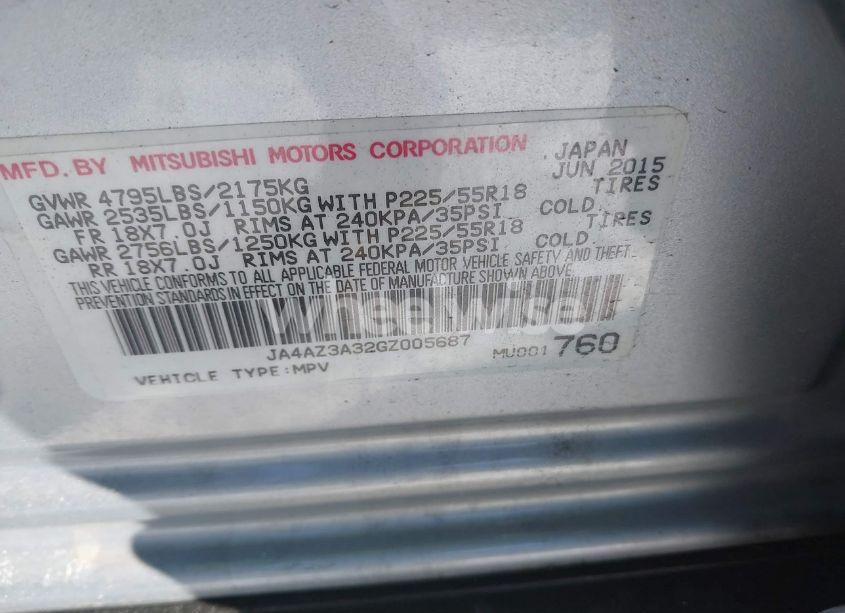 MFD. BY MITSUBISHI MOTORS CORPORATION JAPAN
GVWR 4795LBS/2175KG JUN 2015
GAWR 2535LBS/1150KG WITH P225/55R18 TIRES
FR 18X7.0J RIMS AT 240KPA/35PSI COLD.
GAWR 2756LBS/1250KG WITH P225/55R18 TIRES
RR 18X7.0J RIMS AT 240KPA/35PSI COLD
THIS VEHICLE CONFORMS TO ALL APPLICABLE FEDERAL MOTOR VEHICLE SAFETY AND THEFT
PREVENTION STANDARDS IN EFFECT ON THE DATE OF MANUFACTURE SHOWN ABOVE.
wheelwise
JA4AZ3A32GZ005687 MU001 760
VEHICLE TYPE:MPV